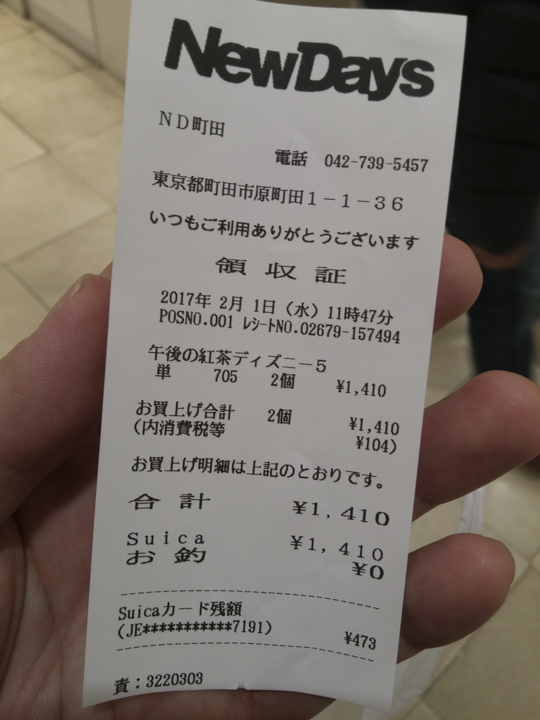 NewDays
ND町田
電話 042-739-5457
東京都町田市原町田1-1-36
いつもご利用ありがとうございます
領収証
2017年 2月 1日（水）11時47分
POSNO.001 ﾚｼｰﾄNO.02679-157494
午後の紅茶ディズニー5
単 705 2個 ¥1,410
お買上げ合計 2個 ¥1,410
(内消費税等 ¥104)
お買上げ明細は上記のとおりです。
合計 ¥1,410
Suica ¥1,410
お釣 ¥0
Suicaカード残額
(JE***********7191) ¥473
責：3220303